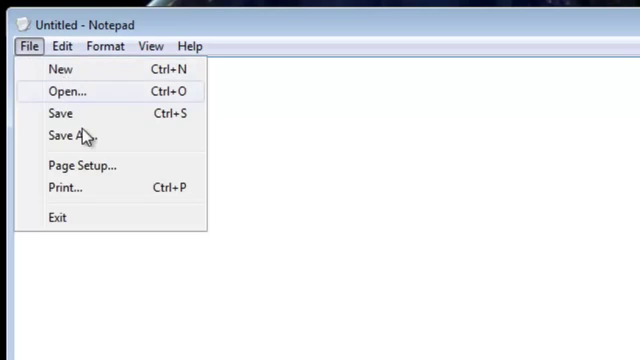 Untitled - Notepad
File Edit Format View Help
New Ctrl+N
Open... Ctrl+O
Save Ctrl+S
Save
Page Setup...
Print... Ctrl+P
Exit